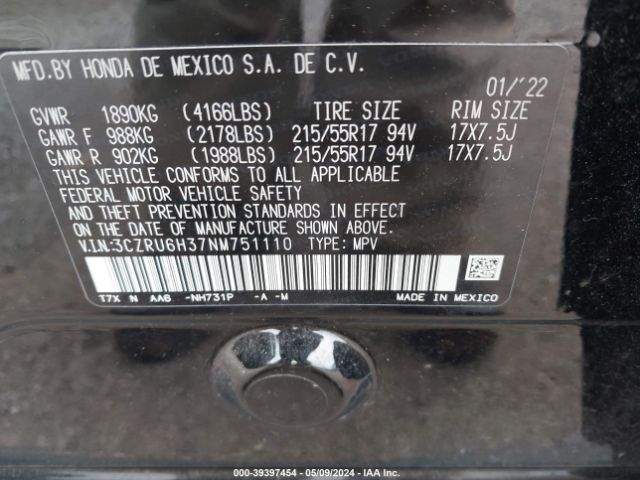 MFD.BY HONDA DE MEXICO S.A. DE C.V.
01/'22
GVWR 1890KG (4166LBS) TIRE SIZE RIM SIZE
GAWR F 988KG (2178LBS) 215/55R17 94V 17X7.5J
GAWR R 902KG (1988LBS) 215/55R17 94V 17X7.5J
THIS VEHICLE CONFORMS TO ALL APPLICABLE
FEDERAL MOTOR VEHICLE SAFETY
AND THEFT PREVENTION STANDARDS IN EFFECT
ON THE DATE OF MANUFACTURE SHOWN ABOVE.
V.I.N:3CZRU6H37NM751110 TYPE: MPV
T7X N AA6 -NH731P -A -M MADE IN MEXICO
000-39397454 - 05/09/2024 - IAA Inc.